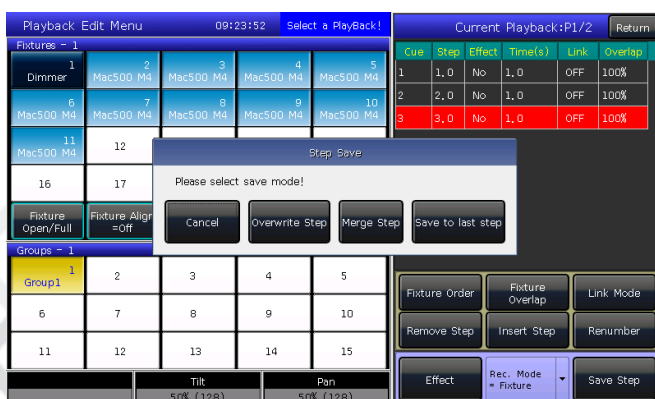 Playback Edit Menu 09:23:52 Select a PlayBack!
Fixtures - 1
1 2 3 4 5
Dimmer Mac500 M4 Mac500 M4 Mac500 M4 Mac500 M4
6 7 8 9 10
Mac500 M4 Mac500 M4 Mac500 M4 Mac500 M4 Mac500 M4
11 12
Mac500 M4
16 17
Fixture Fixture Align
Open/Full =Off
Step Save
Please select save mode!
Cancel Overwrite Step Merge Step Save to last step
Groups - 1
1 2 3 4 5
Group1
6 7 8 9 10
11 12 13 14 15
Tilt Pan
50% (128) 50% (128)
Current Playback:P1/2 Return
Cue Step Effect Time(s) Link Overlap
1 1.0 No 1.0 OFF 100%
2 2.0 No 1.0 OFF 100%
3 3.0 No 1.0 OFF 100%
Fixture Order Fixture Link Mode
Overlap
Remove Step Insert Step Renumber
Effect Rec. Mode Save Step
= Fixture